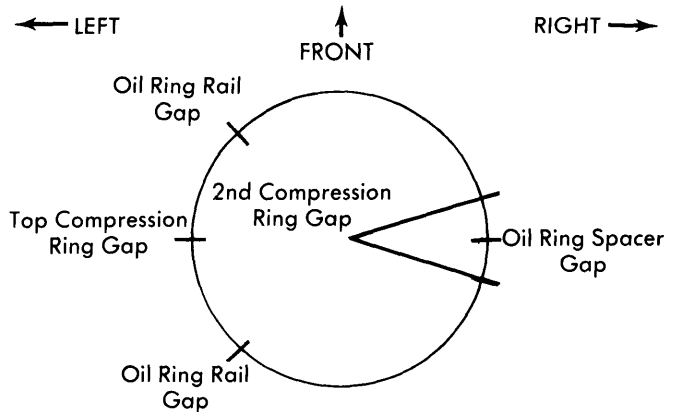 LEFT
FRONT
RIGHT
Oil Ring Rail
Gap
2nd Compression
Ring Gap
Top Compression
Ring Gap
Oil Ring Spacer
Gap
Oil Ring Rail
Gap